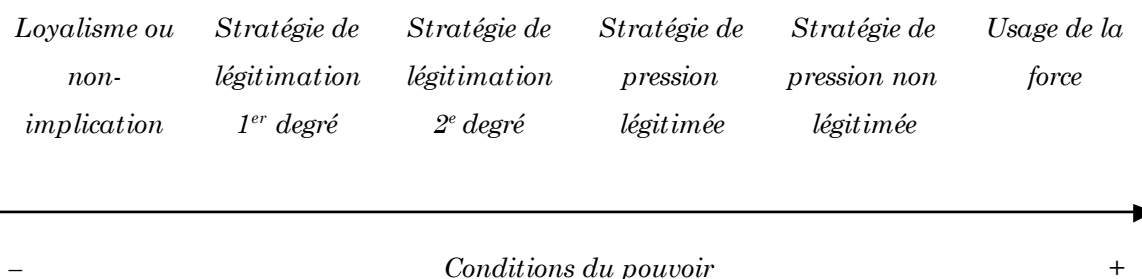 Loyalisme ou non-implication
Stratégie de légitimation 1er degré
Stratégie de légitimation 2e degré
Stratégie de pression légitimée
Stratégie de pression non légitimée
Usage de la force
– Conditions du pouvoir +